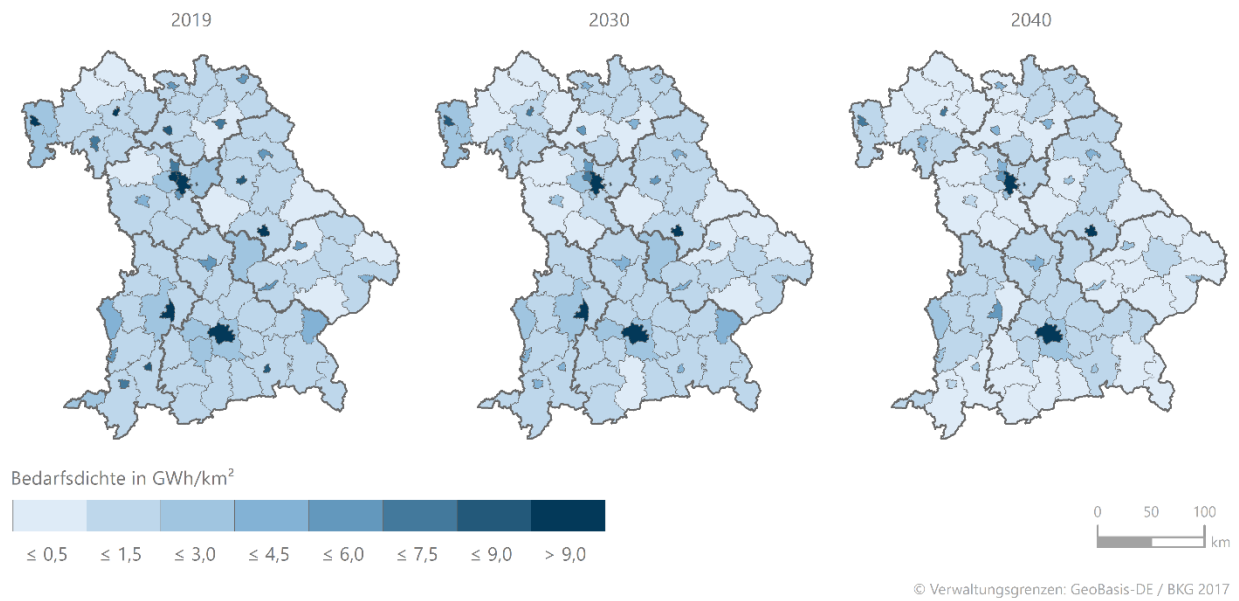 2019 2030 2040
Bedarfsdichte in GWh/km²
≤ 0,5 ≤ 1,5 ≤ 3,0 ≤ 4,5 ≤ 6,0 ≤ 7,5 ≤ 9,0 > 9,0
0 50 100
km
© Verwaltungsgrenzen: GeoBasis-DE / BKG 2017